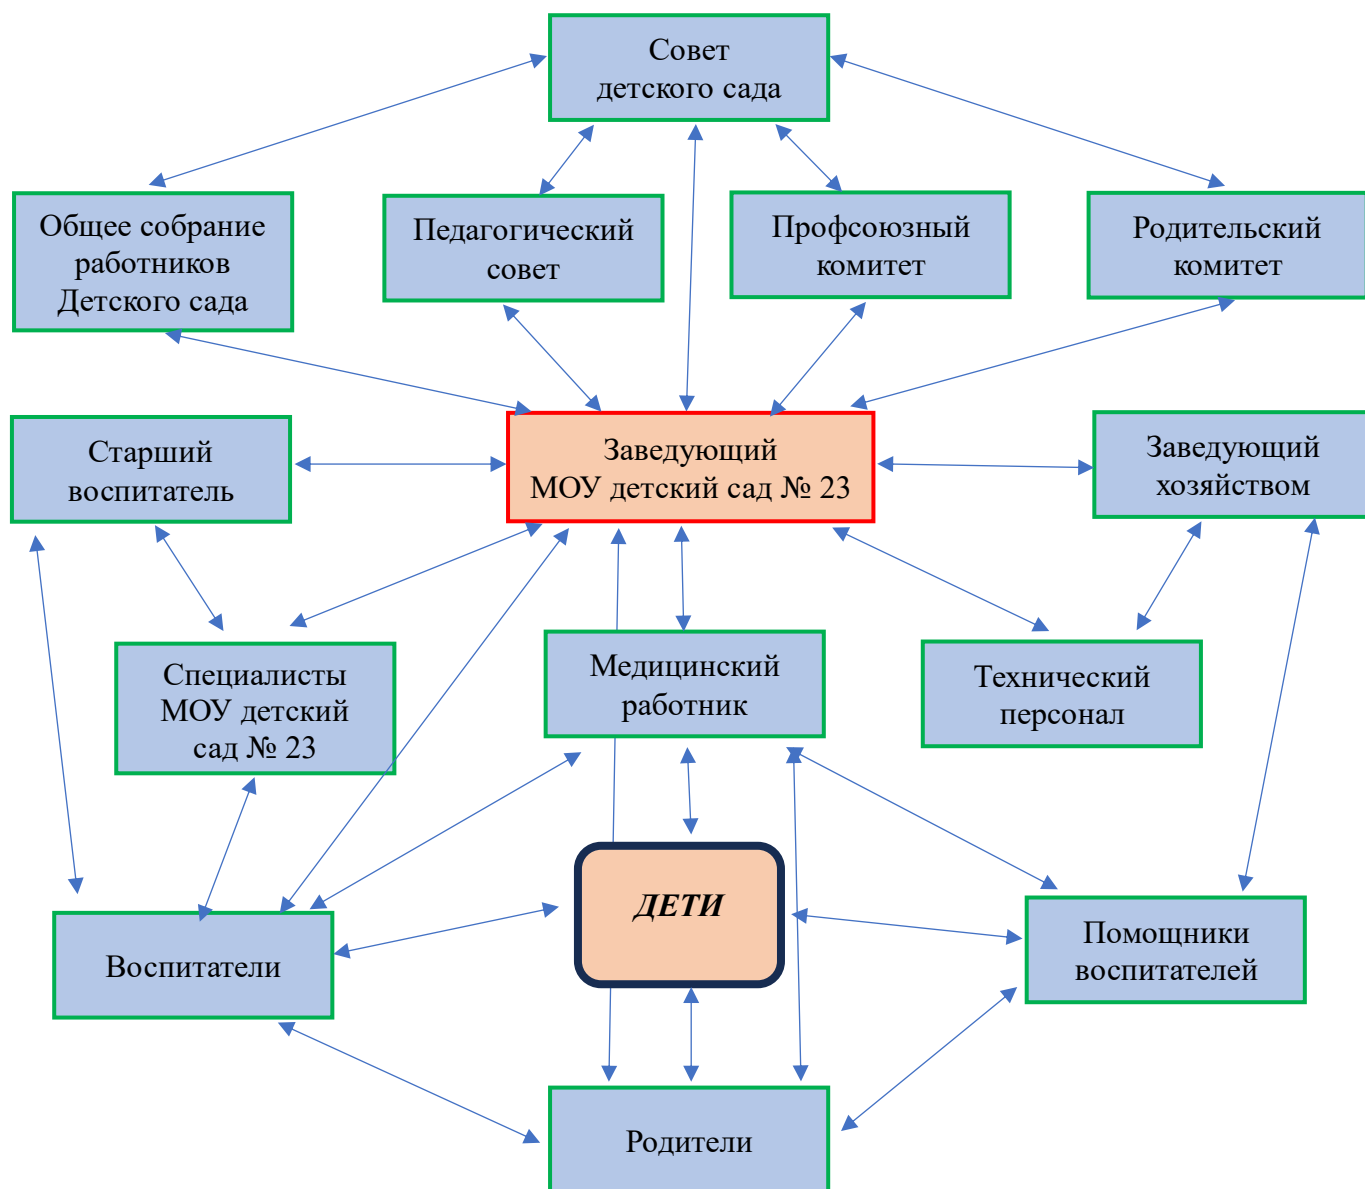 Совет
детского сада
Общее собрание
работников
Детского сада
Педагогический
совет
Профсоюзный
комитет
Родительский
комитет
Старший
воспитатель
Заведующий
МОУ детский сад № 23
Заведующий
хозяйством
Специалисты
МОУ детский
сад № 23
Медицинский
работник
Технический
персонал
Воспитатели
ДЕТИ
Помощники
воспитателей
Родители